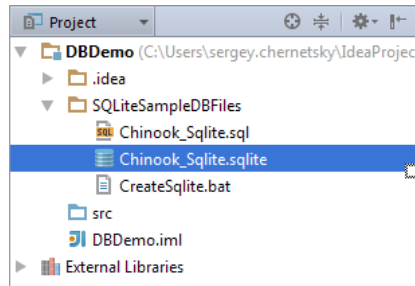 Project
DBDemo (C:\Users\sergey.chernetsky\IdeaProjec
.idea
SQLiteSampleDBFiles
Chinook_Sqlite.sql
Chinook_Sqlite.sqlite
CreateSqlite.bat
src
DBDemo.iml
External Libraries